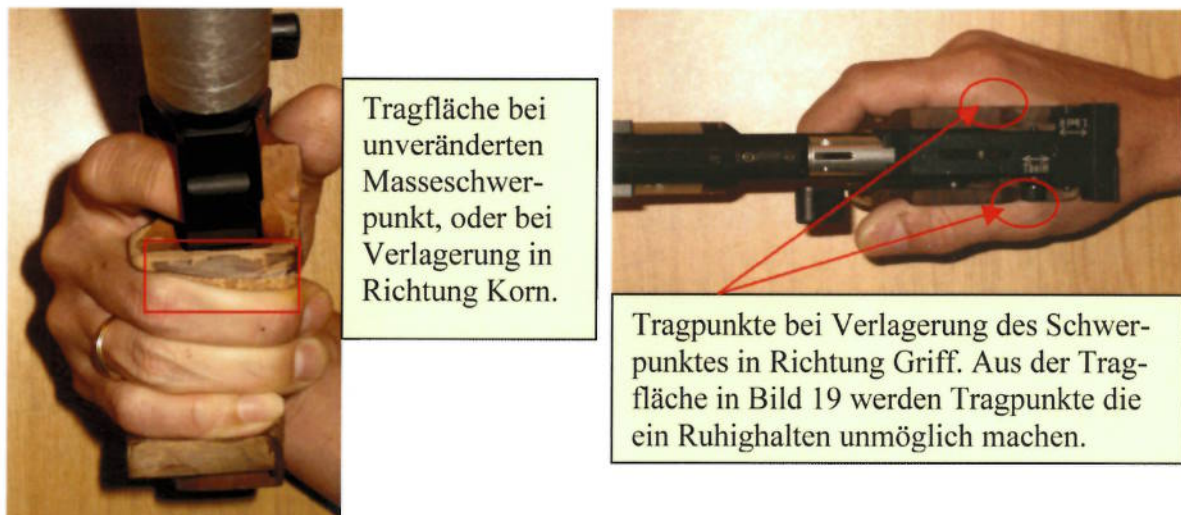 Tragfläche bei
unveränderten
Masseschwer-
punkt, oder bei
Verlagerung in
Richtung Korn.
Tragpunkte bei Verlagerung des Schwer-
punktes in Richtung Griff. Aus der Trag-
fläche in Bild 19 werden Tragpunkte die
ein Ruhighalten unmöglich machen.